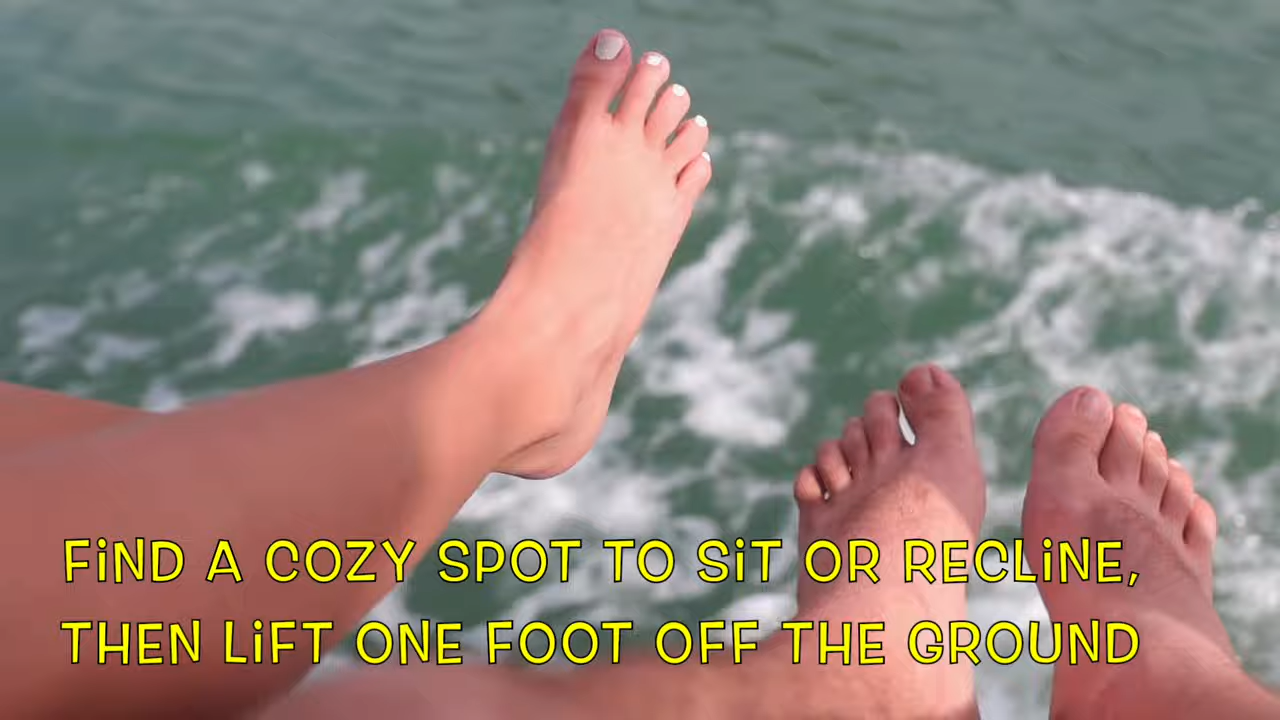 FiND A COZY SPOT TO SiT OR RECLiNE,
THEN LiFT ONE FOOT OFF THE GROUND